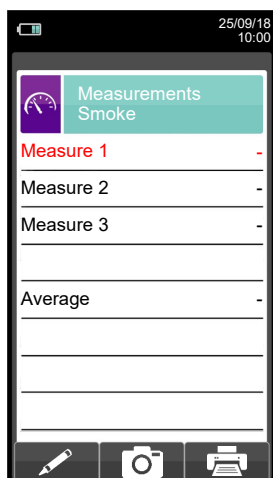 25/09/18
10:00
Measurements
Smoke
Measure 1 -
Measure 2 -
Measure 3 -
Average -